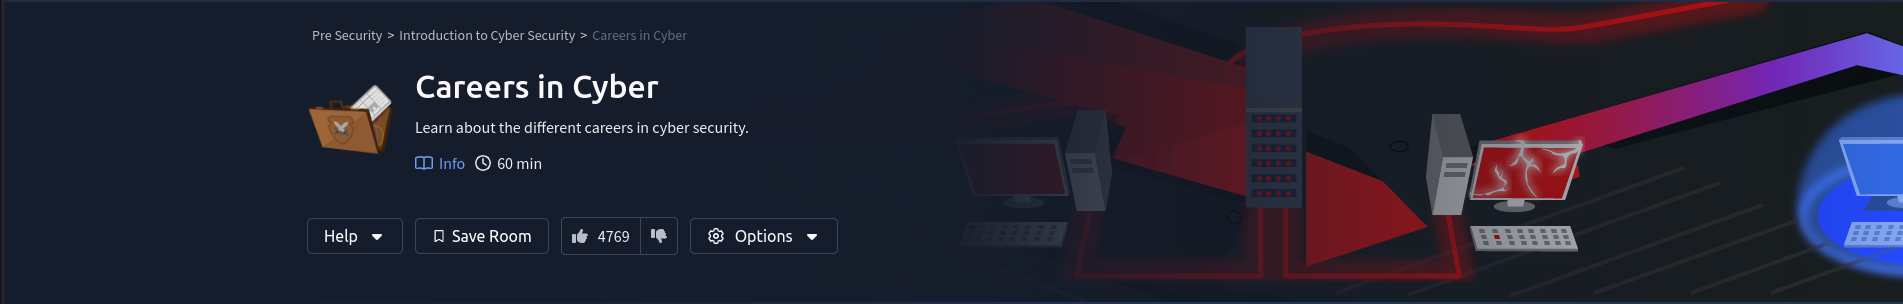 Pre Security > Introduction to Cyber Security > Careers in Cyber
Careers in Cyber
Learn about the different careers in cyber security.
Info 60 min
Help Save Room 4769 Options